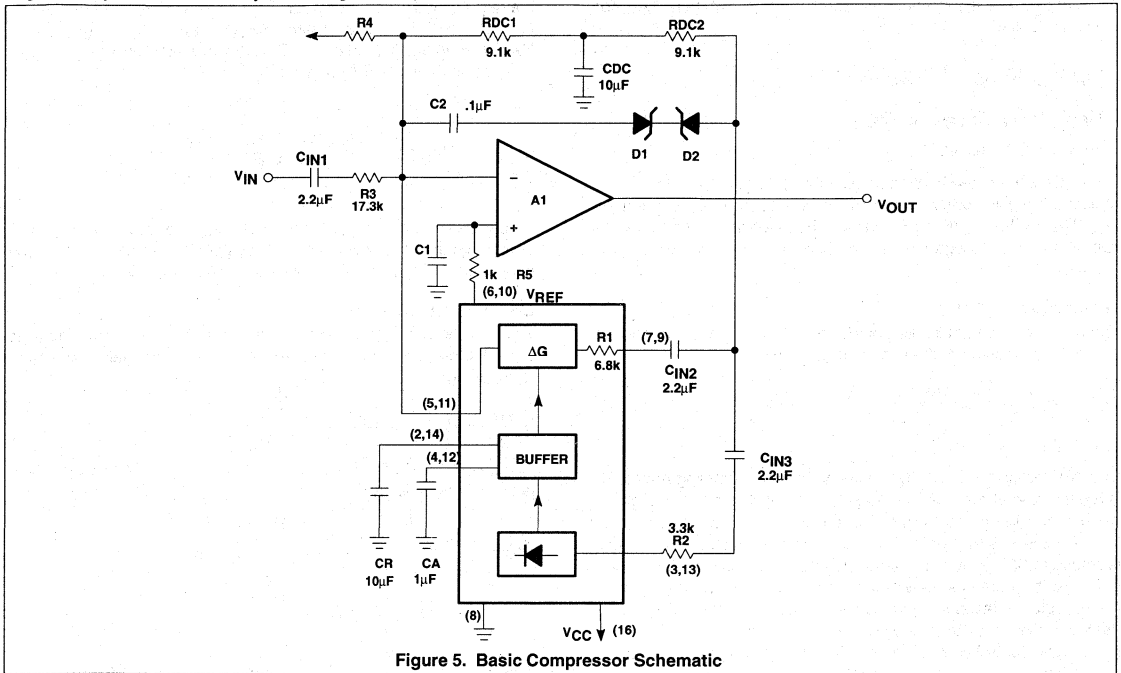 R4
RDC1
9.1k
RDC2
9.1k
CDC
10µF
C2 .1µF
D1
D2
VIN
CIN1
2.2µF
R3
17.3k
−
+
A1
VOUT
C1
1k R5
(6,10)
VREF
ΔG
R1
6.8k
(7,9)
CIN2
2.2µF
(5,11)
(2,14)
(4,12)
BUFFER
CIN3
2.2µF
3.3k
R2
(3,13)
CR
10µF
CA
1µF
(8)
VCC (16)
Figure 5. Basic Compressor Schematic